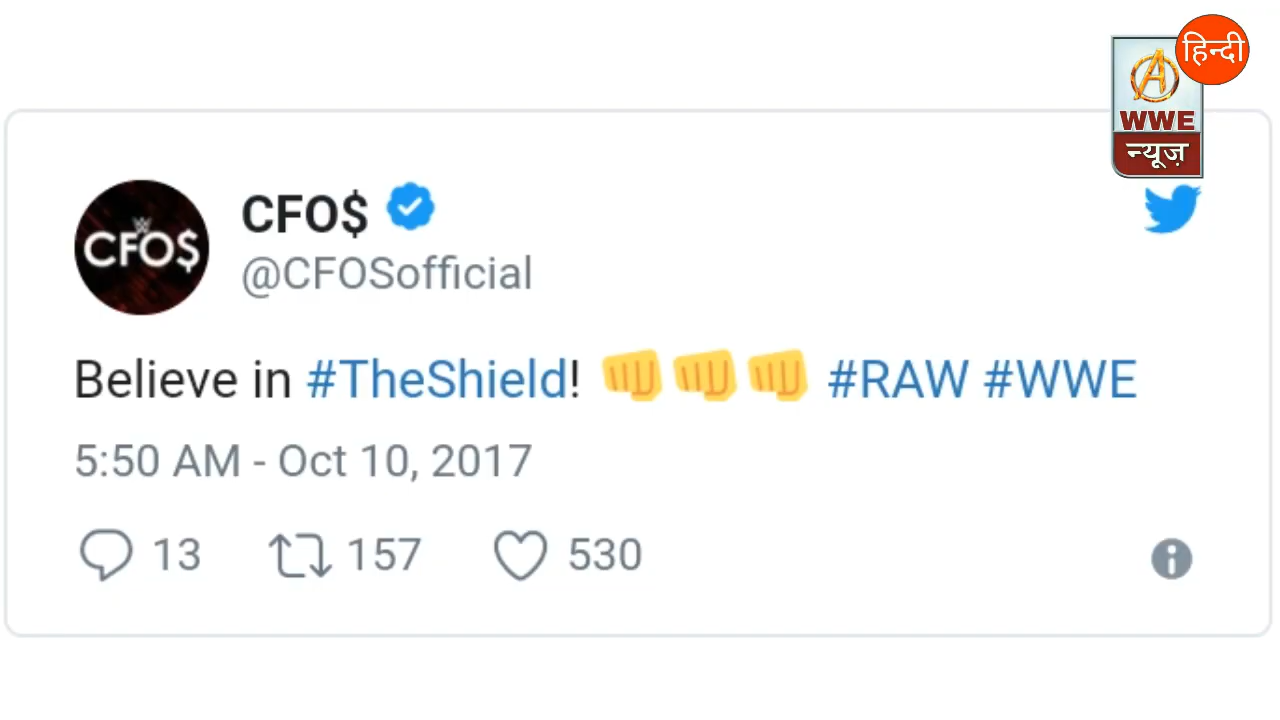 हिन्दी
A
WWE
न्यूज़
CFO$
CFO$
@CFOSofficial
Believe in #TheShield! 👊👊👊 #RAW #WWE
5:50 AM - Oct 10, 2017
13 157 530